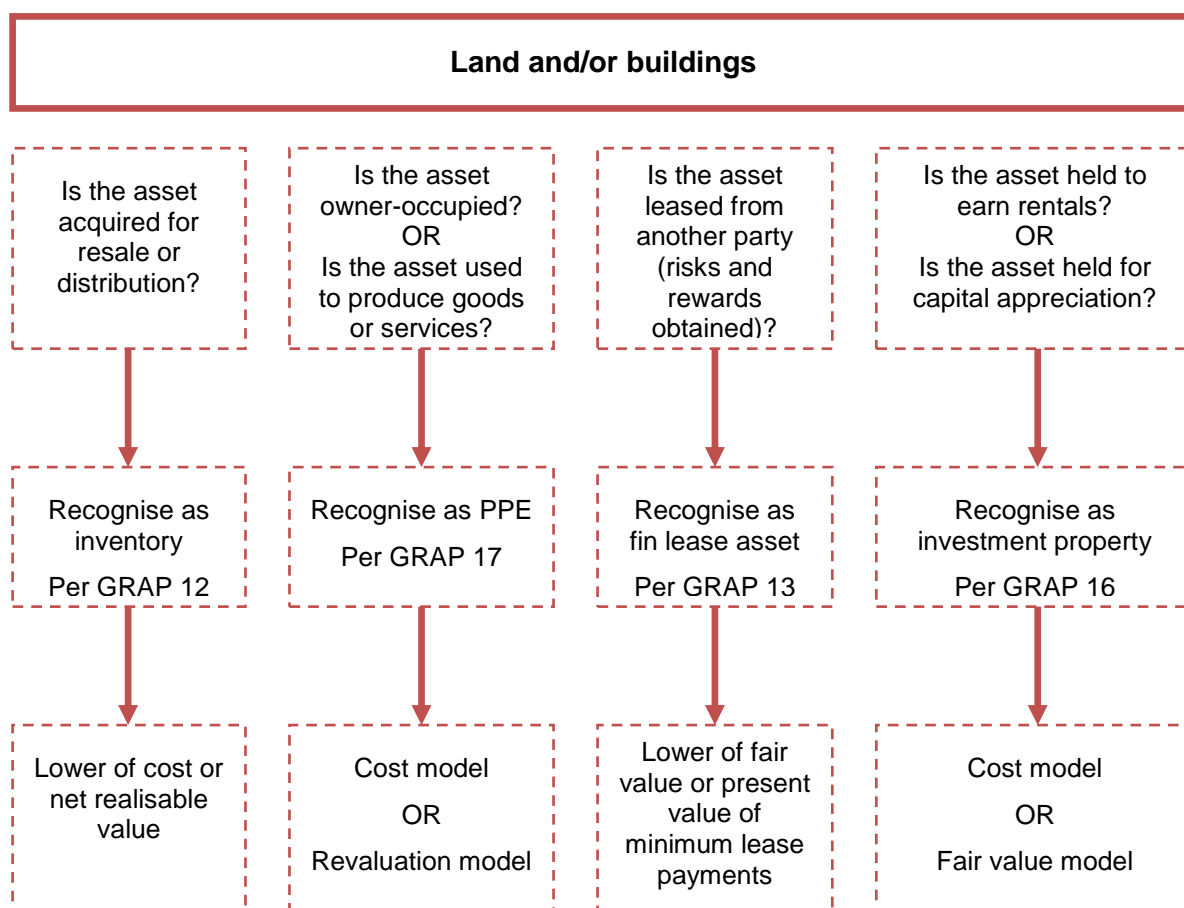 Land and/or buildings
Is the asset
acquired for
resale or
distribution?
Is the asset
owner-occupied?
OR
Is the asset used
to produce goods
or services?
Is the asset
leased from
another party
(risks and
rewards
obtained)?
Is the asset held to
earn rentals?
OR
Is the asset held for
capital appreciation?
Recognise as
inventory
Per GRAP 12
Recognise as PPE
Per GRAP 17
Recognise as
fin lease asset
Per GRAP 13
Recognise as
investment property
Per GRAP 16
Lower of cost or
net realisable
value
Cost model
OR
Revaluation model
Lower of fair
value or present
value of
minimum lease
payments
Cost model
OR
Fair value model